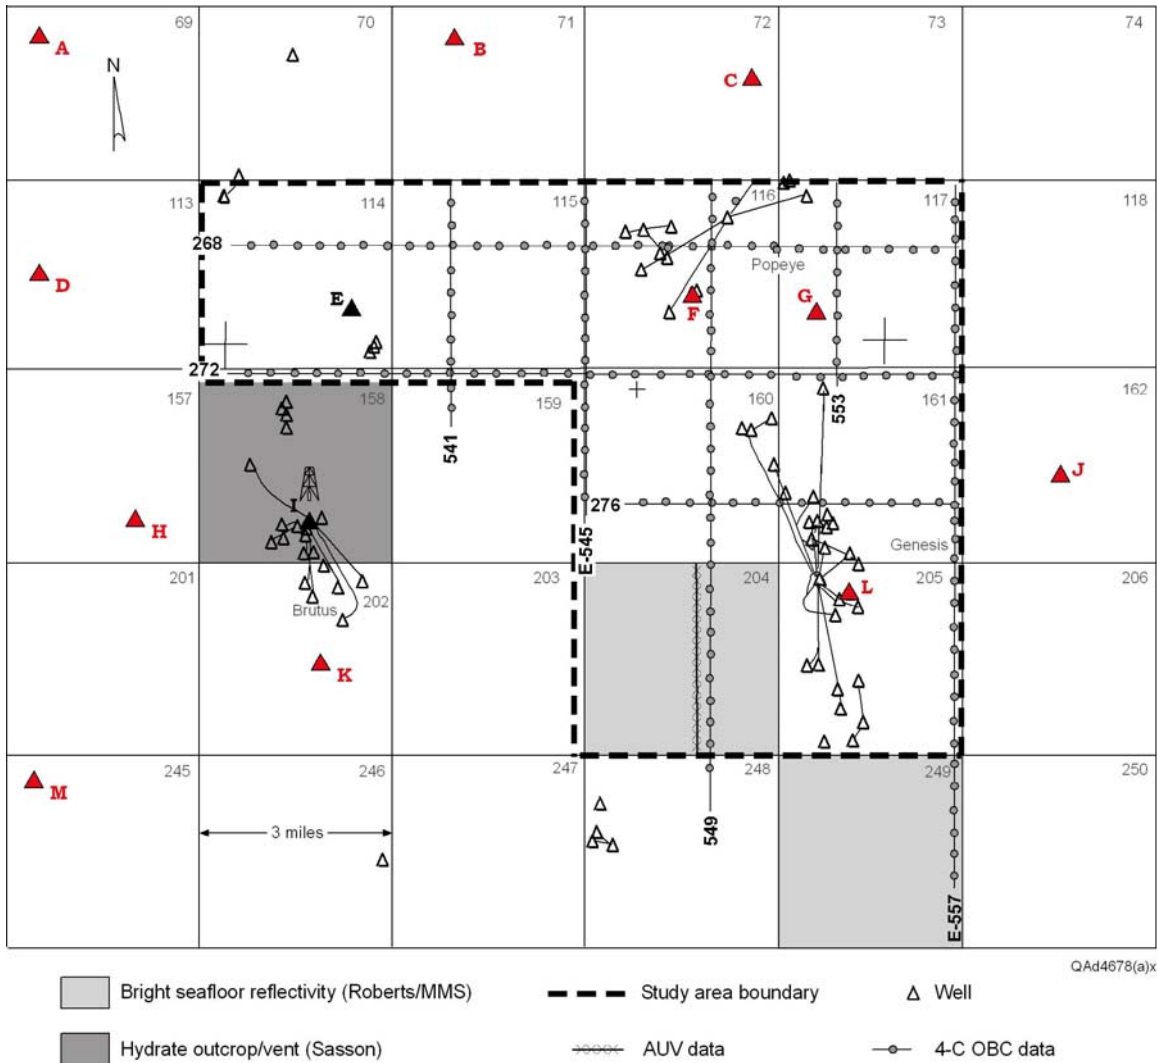 69 70 71 72 73 74
A B C
N
113 114 115 116 117 118
268
Popeye
D E F G
272
157 158 159 160 161 162
541 553
J
I 276
H E-545 Genesis
201 202 203 204 205 206
L
Brutus
K
245 246 247 248 249 250
M
3 miles 549
E-557
QAd4678(a)x
Bright seafloor reflectivity (Roberts/MMS) Study area boundary Well
Hydrate outcrop/vent (Sasson) AUV data 4-C OBC data